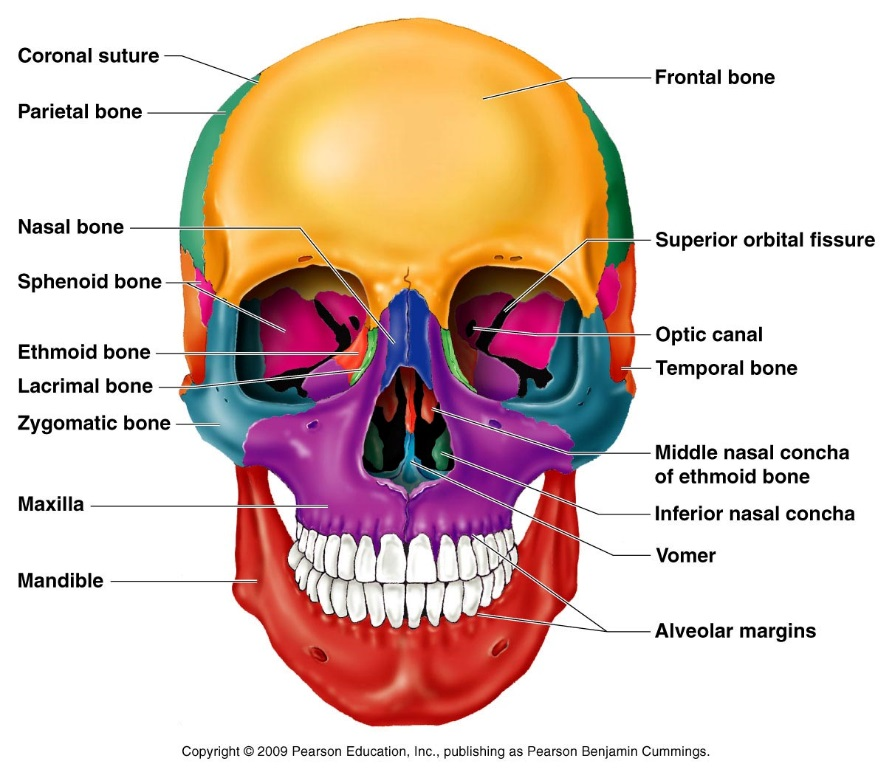 Coronal suture
Parietal bone
Nasal bone
Sphenoid bone
Ethmoid bone
Lacrimal bone
Zygomatic bone
Maxilla
Mandible
Frontal bone
Superior orbital fissure
Optic canal
Temporal bone
Middle nasal concha
of ethmoid bone
Inferior nasal concha
Vomer
Alveolar margins
Copyright © 2009 Pearson Education, Inc., publishing as Pearson Benjamin Cummings.